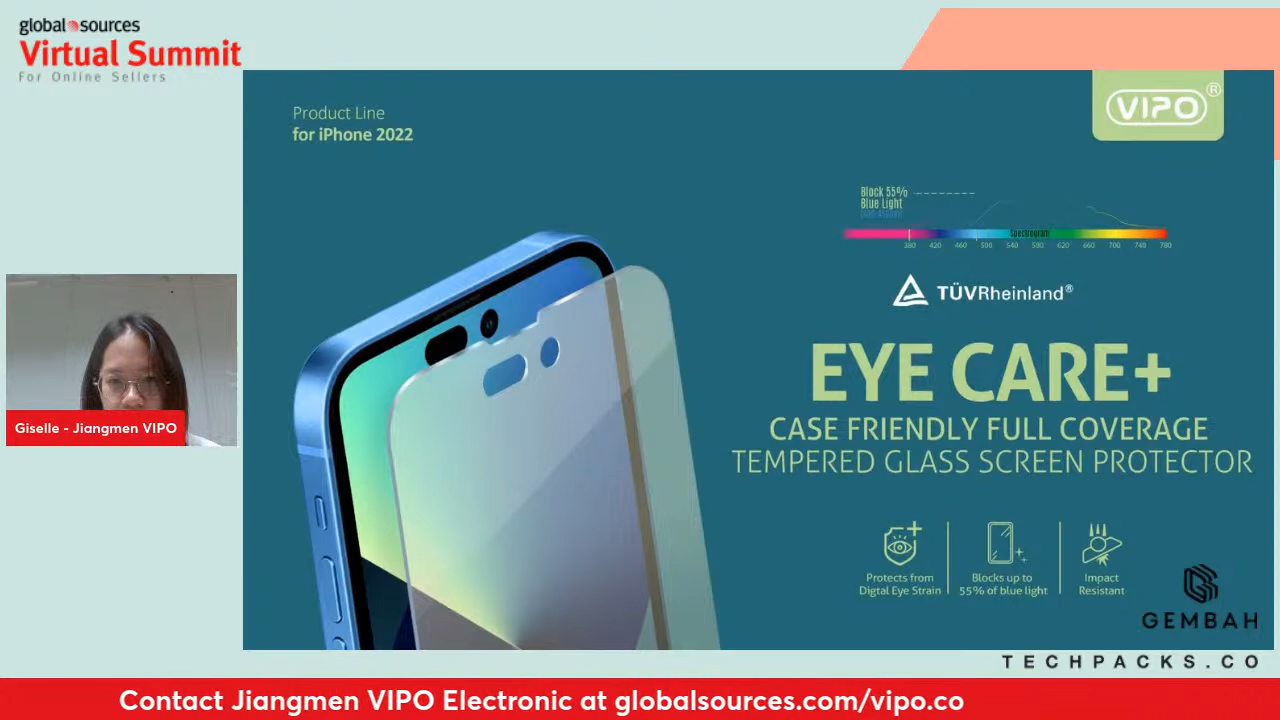 global sources
Virtual Summit
For Online Sellers
Product Line
for iPhone 2022
VIPO®
Block 55%
Blue Light
Spectrogram
380 420 460 590 540 580 620 660 700 740 780
TÜVRheinland®
EYE CARE+
CASE FRIENDLY FULL COVERAGE
TEMPERED GLASS SCREEN PROTECTOR
Protects from
Digtal Eye Strain
Blocks up to
55% of blue light
Impact
Resistant
Giselle - Jiangmen VIPO
GEMBAH
TECHPACKS.CO
Contact Jiangmen VIPO Electronic at globalsources.com/vipo.co